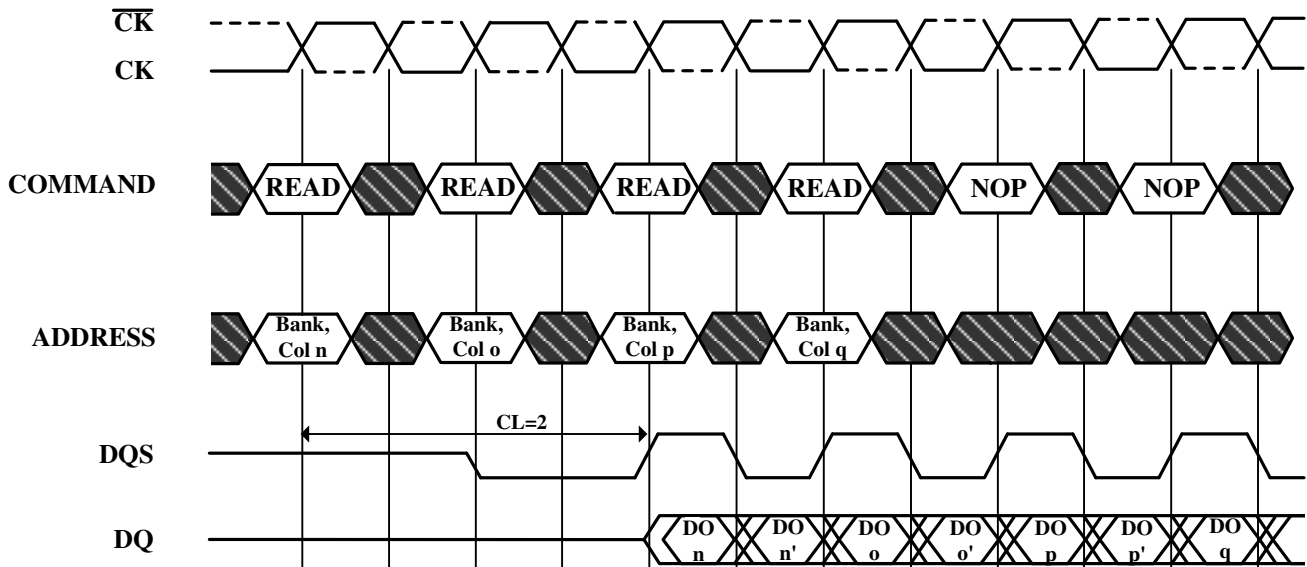 CK
CK
COMMAND
READ
READ
READ
READ
NOP
NOP
ADDRESS
Bank,
Col n
Bank,
Col o
Bank,
Col p
Bank,
Col q
CL=2
DQS
DQ
DO
n
DO
n'
DO
o
DO
o'
DO
p
DO
p'
DO
q